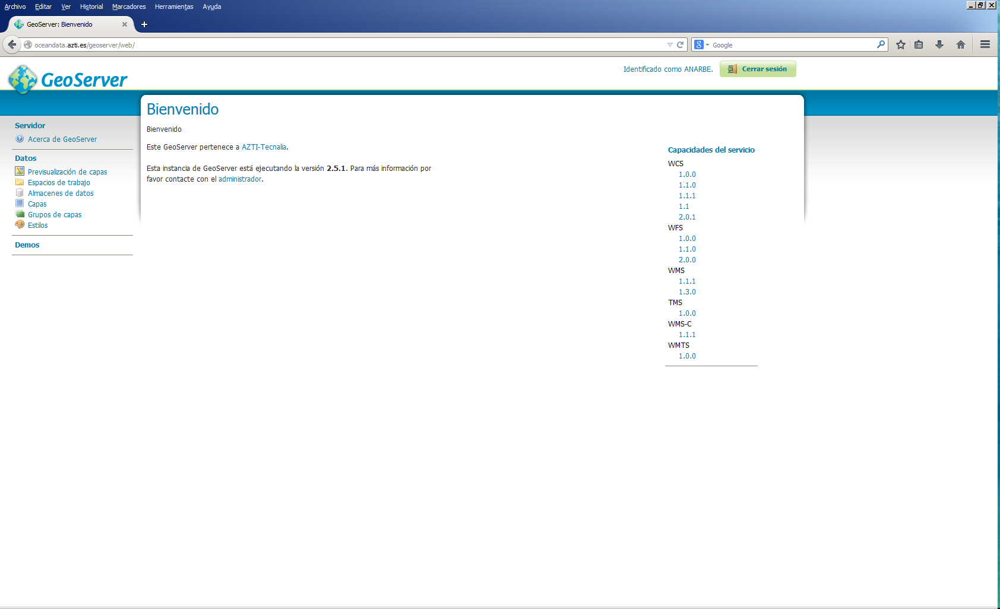 Archivo Editar Ver Historial Marcadores Herramientas Ayuda
GeoServer: Bienvenido
oceandata.azti.es/geoserver/web/
Google
GeoServer
Identificado como ANARBE.
Cerrar sesión
Servidor
Acerca de GeoServer
Datos
Previsualización de capas
Espacios de trabajo
Almacenes de datos
Capas
Grupos de capas
Estilos
Demos
Bienvenido
Bienvenido
Este GeoServer pertenece a AZTI-Tecnalia.
Esta instancia de GeoServer está ejecutando la versión 2.5.1. Para más información por
favor contacte con el administrador.
Capacidades del servicio
WCS
1.0.0
1.1.0
1.1.1
1.1
2.0.1
WFS
1.0.0
1.1.0
2.0.0
WMS
1.1.1
1.3.0
TMS
1.0.0
WMS-C
1.1.1
WMTS
1.0.0